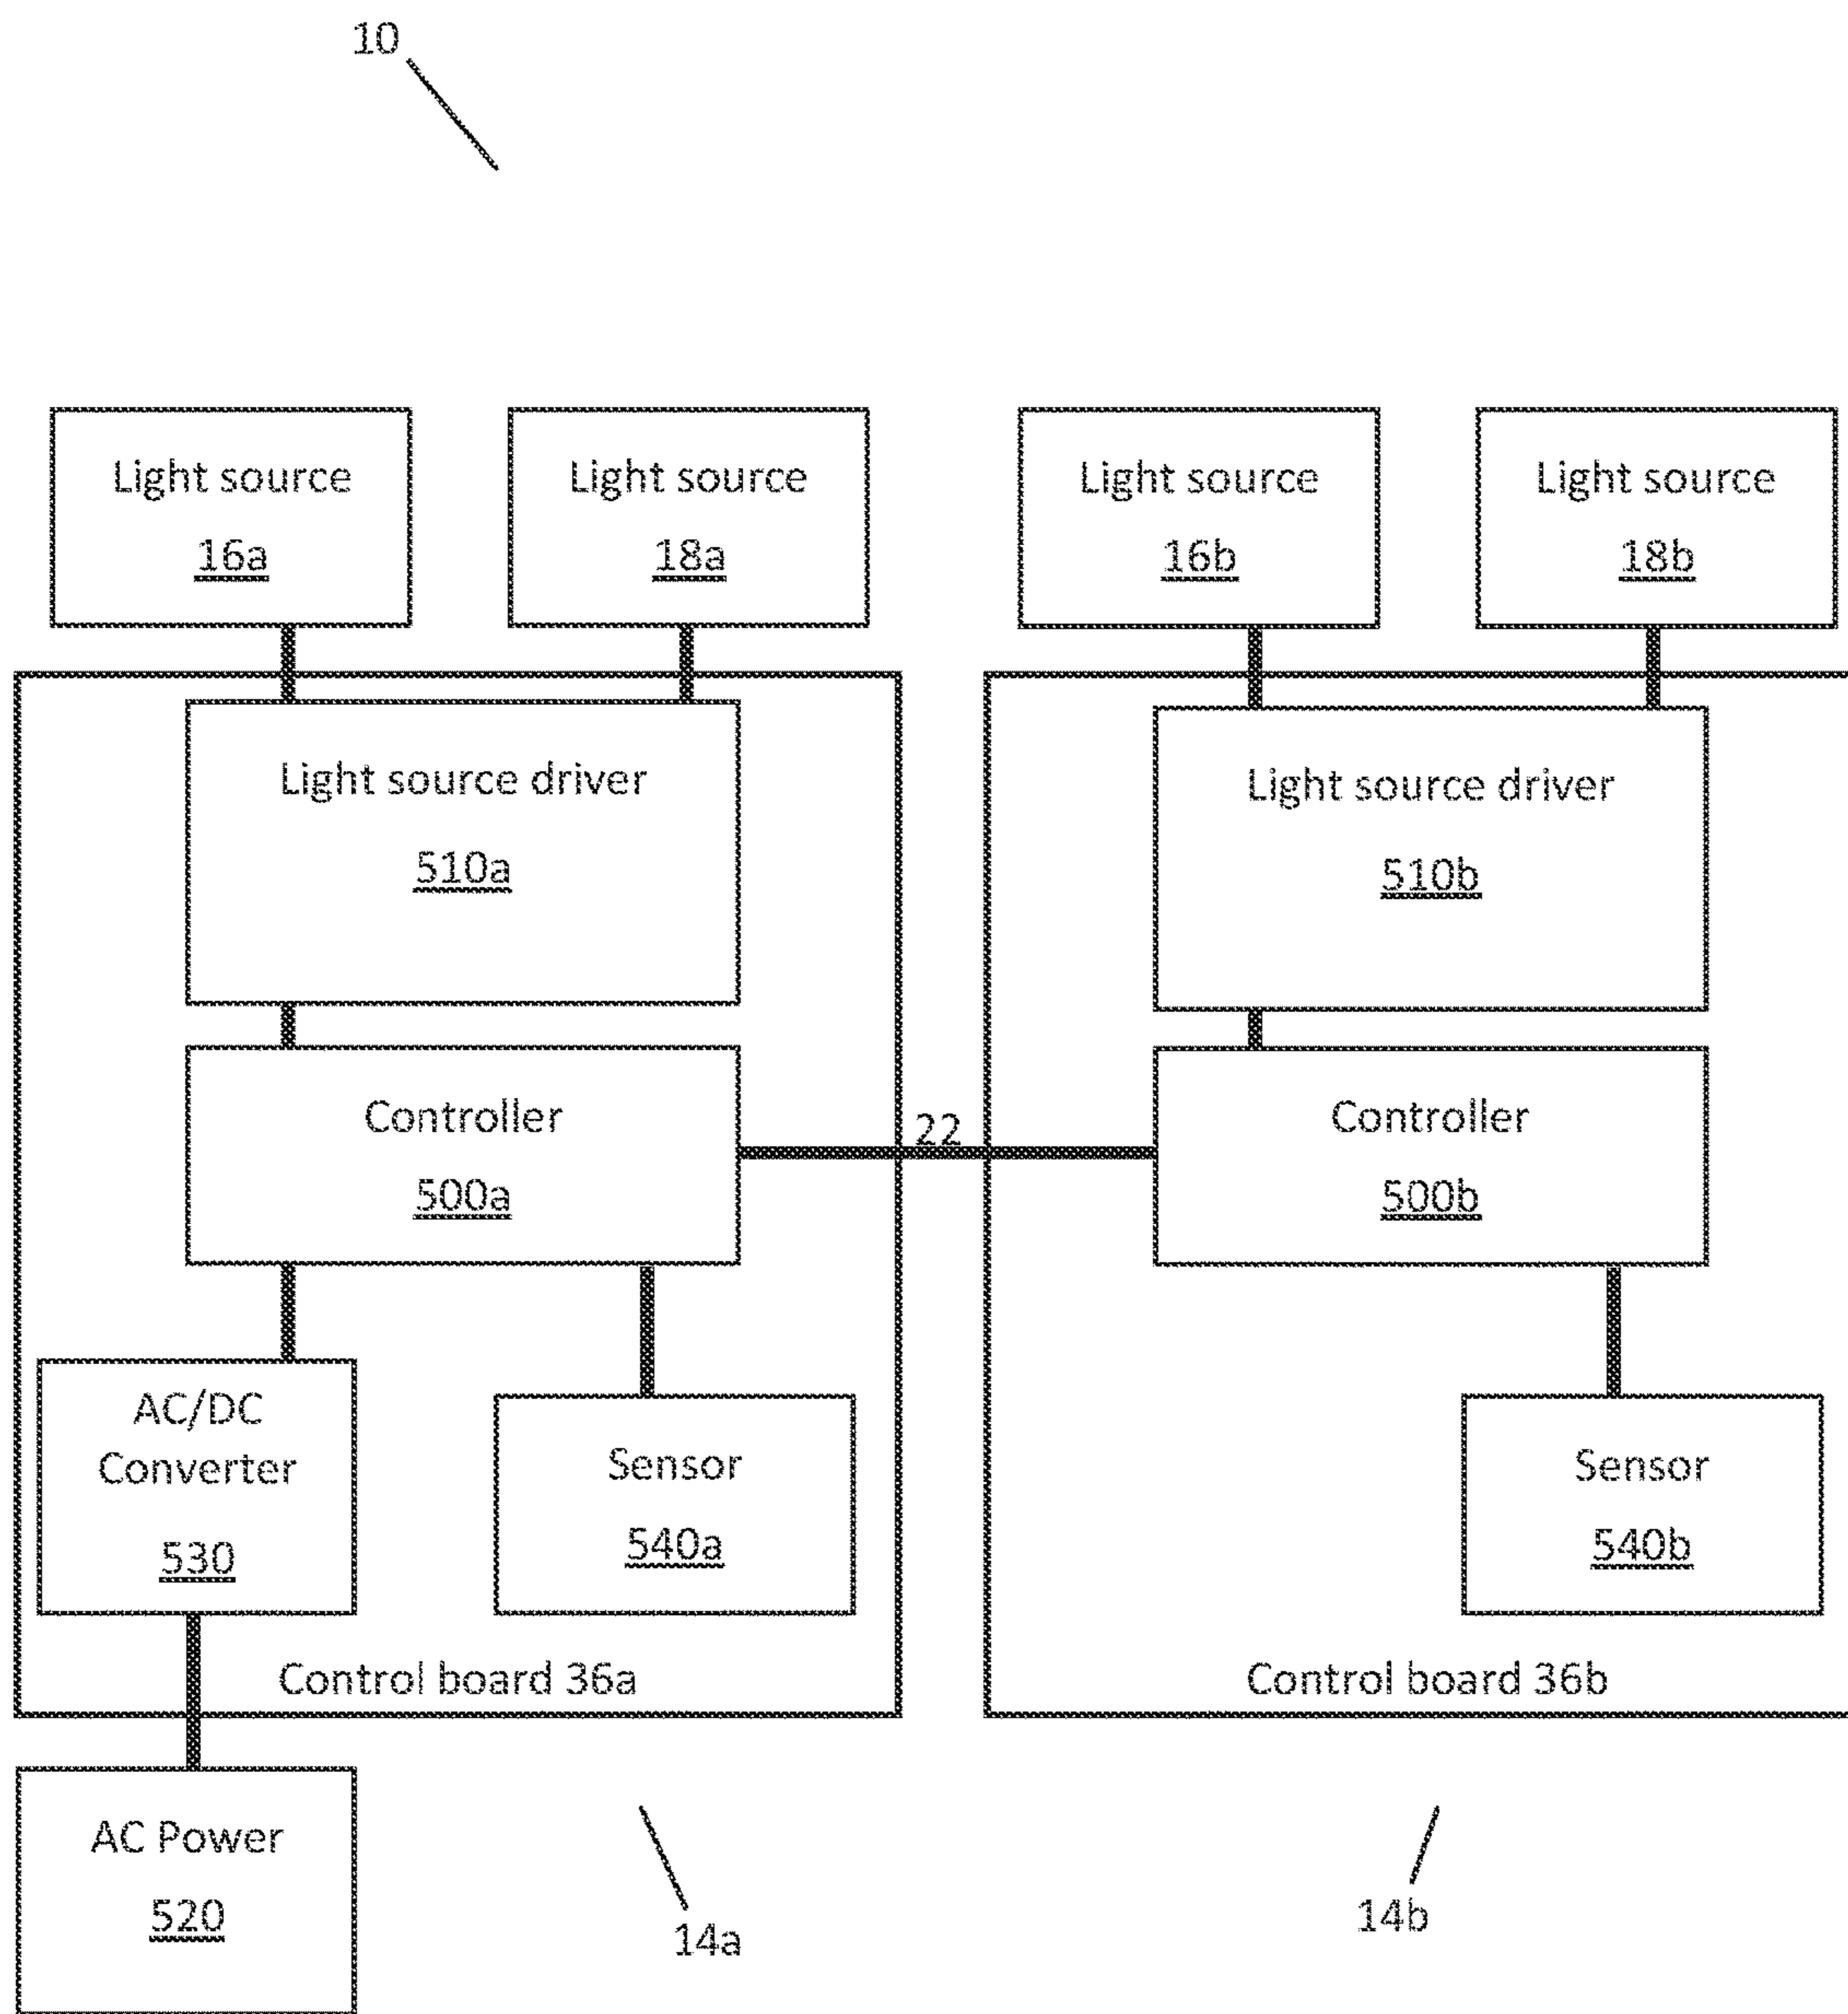 10
Light source
16a
Light source
18a
Light source
16b
Light source
18b
Light source driver
510a
Light source driver
510b
Controller
500a
22
Controller
500b
AC/DC
Converter
530
Sensor
540a
Sensor
540b
Control board 36a
Control board 36b
AC Power
520
14a
14b